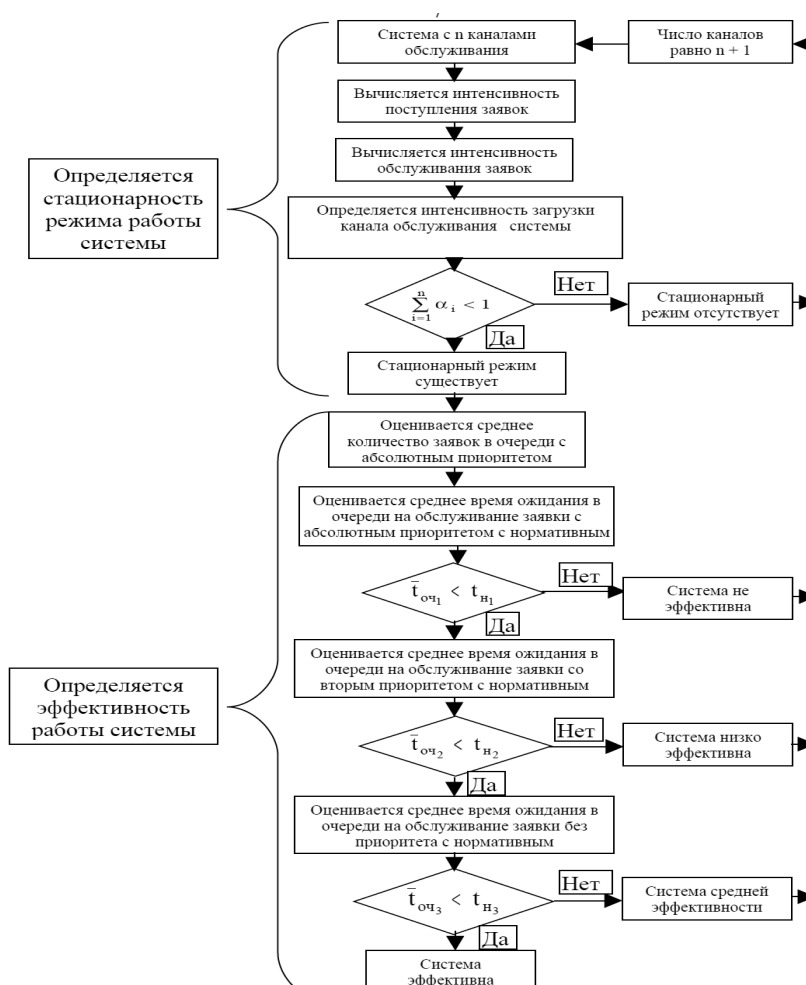 Система с n каналами
обслуживания
Число каналов
равно n + 1
Вычисляется интенсивность
поступления заявок
Вычисляется интенсивность
обслуживания заявок
Определяется
стационарность
режима работы
системы
Определяется интенсивность загрузки
канала обслуживания системы
n
∑ α i < 1
i=1
Нет
Стационарный
режим отсутствует
Да
Стационарный режим
существует
Оценивается среднее
количество заявок в очереди с
абсолютным приоритетом
Оценивается среднее время ожидания в
очереди на обслуживание заявки с
абсолютным приоритетом с нормативным
t̄оч₁ < tн₁
Нет
Система не
эффективна
Да
Оценивается среднее время ожидания в
очереди на обслуживание заявки со
вторым приоритетом с нормативным
Определяется
эффективность
работы системы
t̄оч₂ < tн₂
Нет
Система низко
эффективна
Да
Оценивается среднее время ожидания в
очереди на обслуживание заявки без
приоритета с нормативным
t̄оч₃ < tн₃
Нет
Система средней
эффективности
Да
Система
эффективна